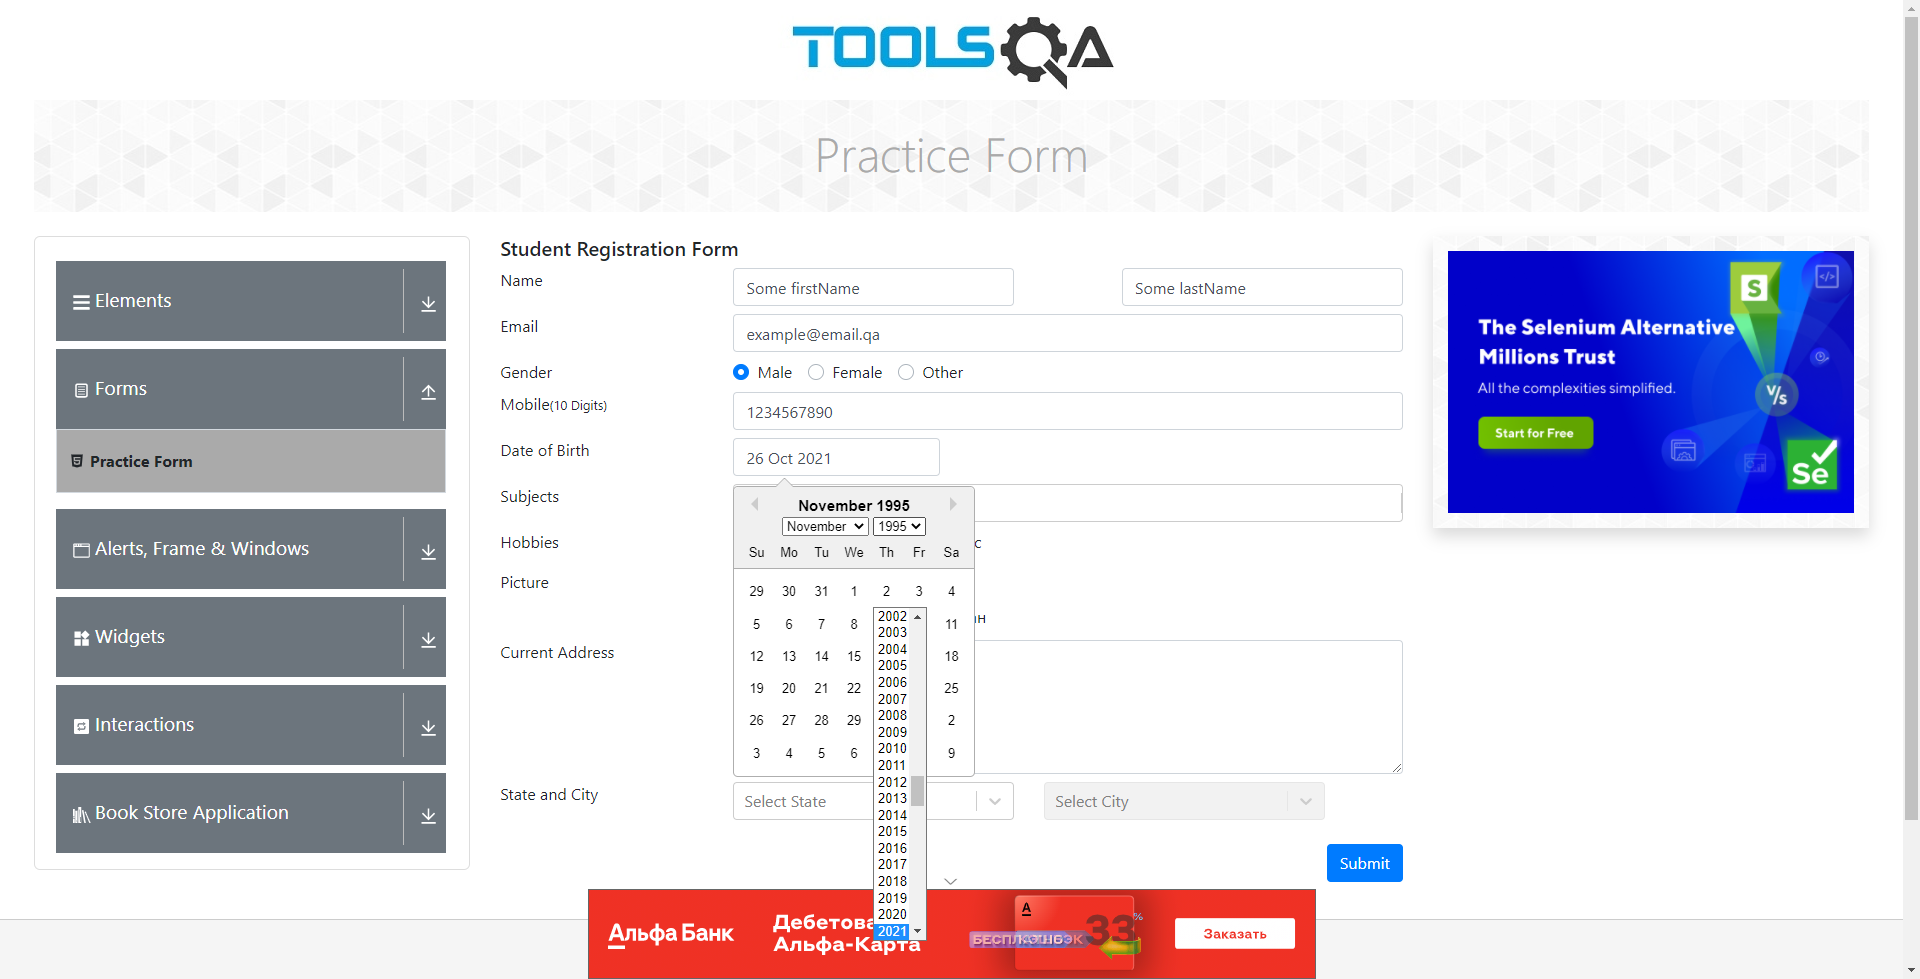 TOOLSQA
Practice Form
Elements
Forms
Practice Form
Alerts, Frame & Windows
Widgets
Interactions
Book Store Application
Student Registration Form
Name
Some firstName
Some lastName
Email
example@email.qa
Gender
Male
Female
Other
Mobile(10 Digits)
1234567890
Date of Birth
26 Oct 2021
Subjects
Hobbies
Picture
Current Address
State and City
Select State
Select City
Submit
November 1995
November 1995
Su Mo Tu We Th Fr Sa
29 30 31 1 2 3 4
5 6 7 8 11
12 13 14 15 18
19 20 21 22 25
26 27 28 29 2
3 4 5 6 9
2002
2003
2004
2005
2006
2007
2008
2009
2010
2011
2012
2013
2014
2015
2016
2017
2018
2019
2020
2021
The Selenium Alternative
Millions Trust
All the complexities simplified.
Start for Free
S
</>
V/s
Se
Альфа Банк
Альфа-Карта
А
33%
Заказать